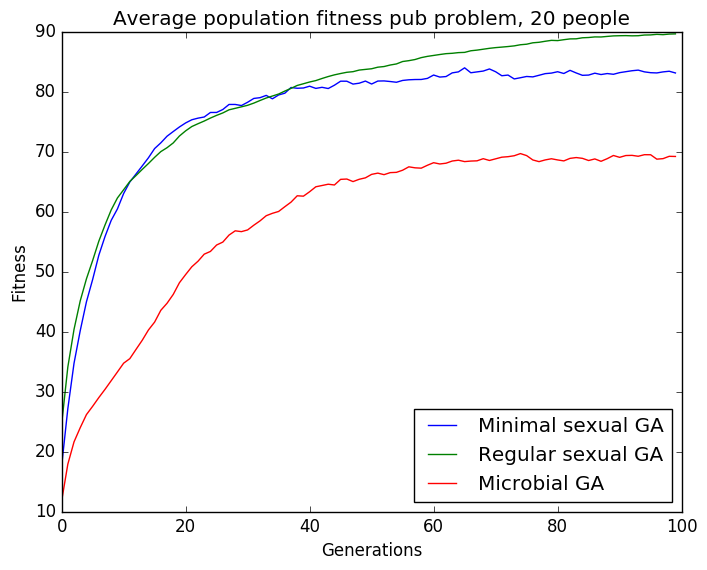 Average population fitness pub problem, 20 people
90
80
70
60
50
40
30
20
10
Fitness
Minimal sexual GA
Regular sexual GA
Microbial GA
0
20
40
60
80
100
Generations